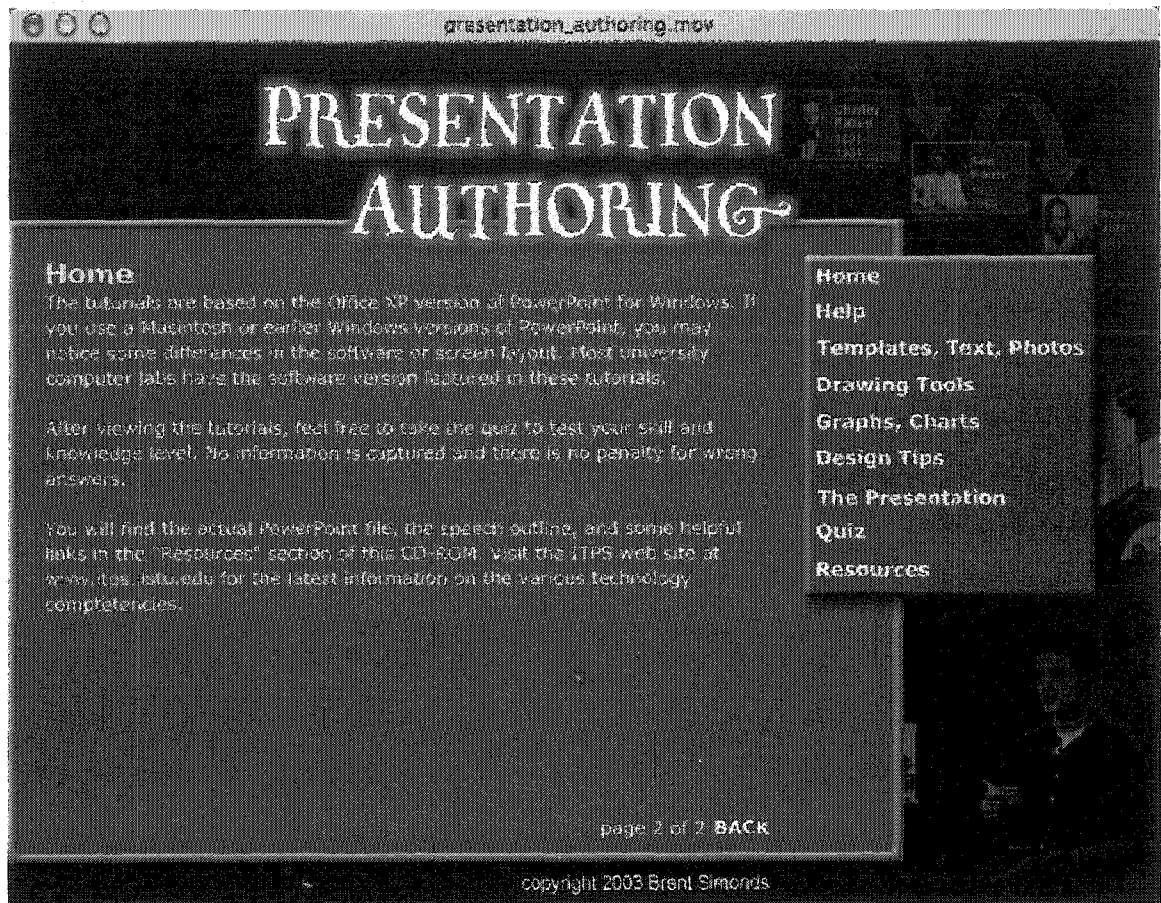 presentation_authoring.mov
PRESENTATION
AUTHORING
Home
The tutorials are based on the Office XP version of PowerPoint for Windows. If
you use a Macintosh or earlier Windows versions of PowerPoint, you may
notice some differences in the software or screen layout. Most university
computer labs have the software version featured in these tutorials.
After viewing the tutorials, feel free to take the quiz to test your skill and
knowledge level. No information is captured and there is no penalty for wrong
answers.
You will find the actual PowerPoint file, the speech outline, and some helpful
links in the "Resources" section of this CD-ROM. Visit the ITPS web site at
for the latest information on the various technology
competencies.
page 2 of 2 BACK
Home
Help
Templates, Text, Photos
Drawing Tools
Graphs, Charts
Design Tips
The Presentation
Quiz
Resources
copyright 2003 Brent Simonds